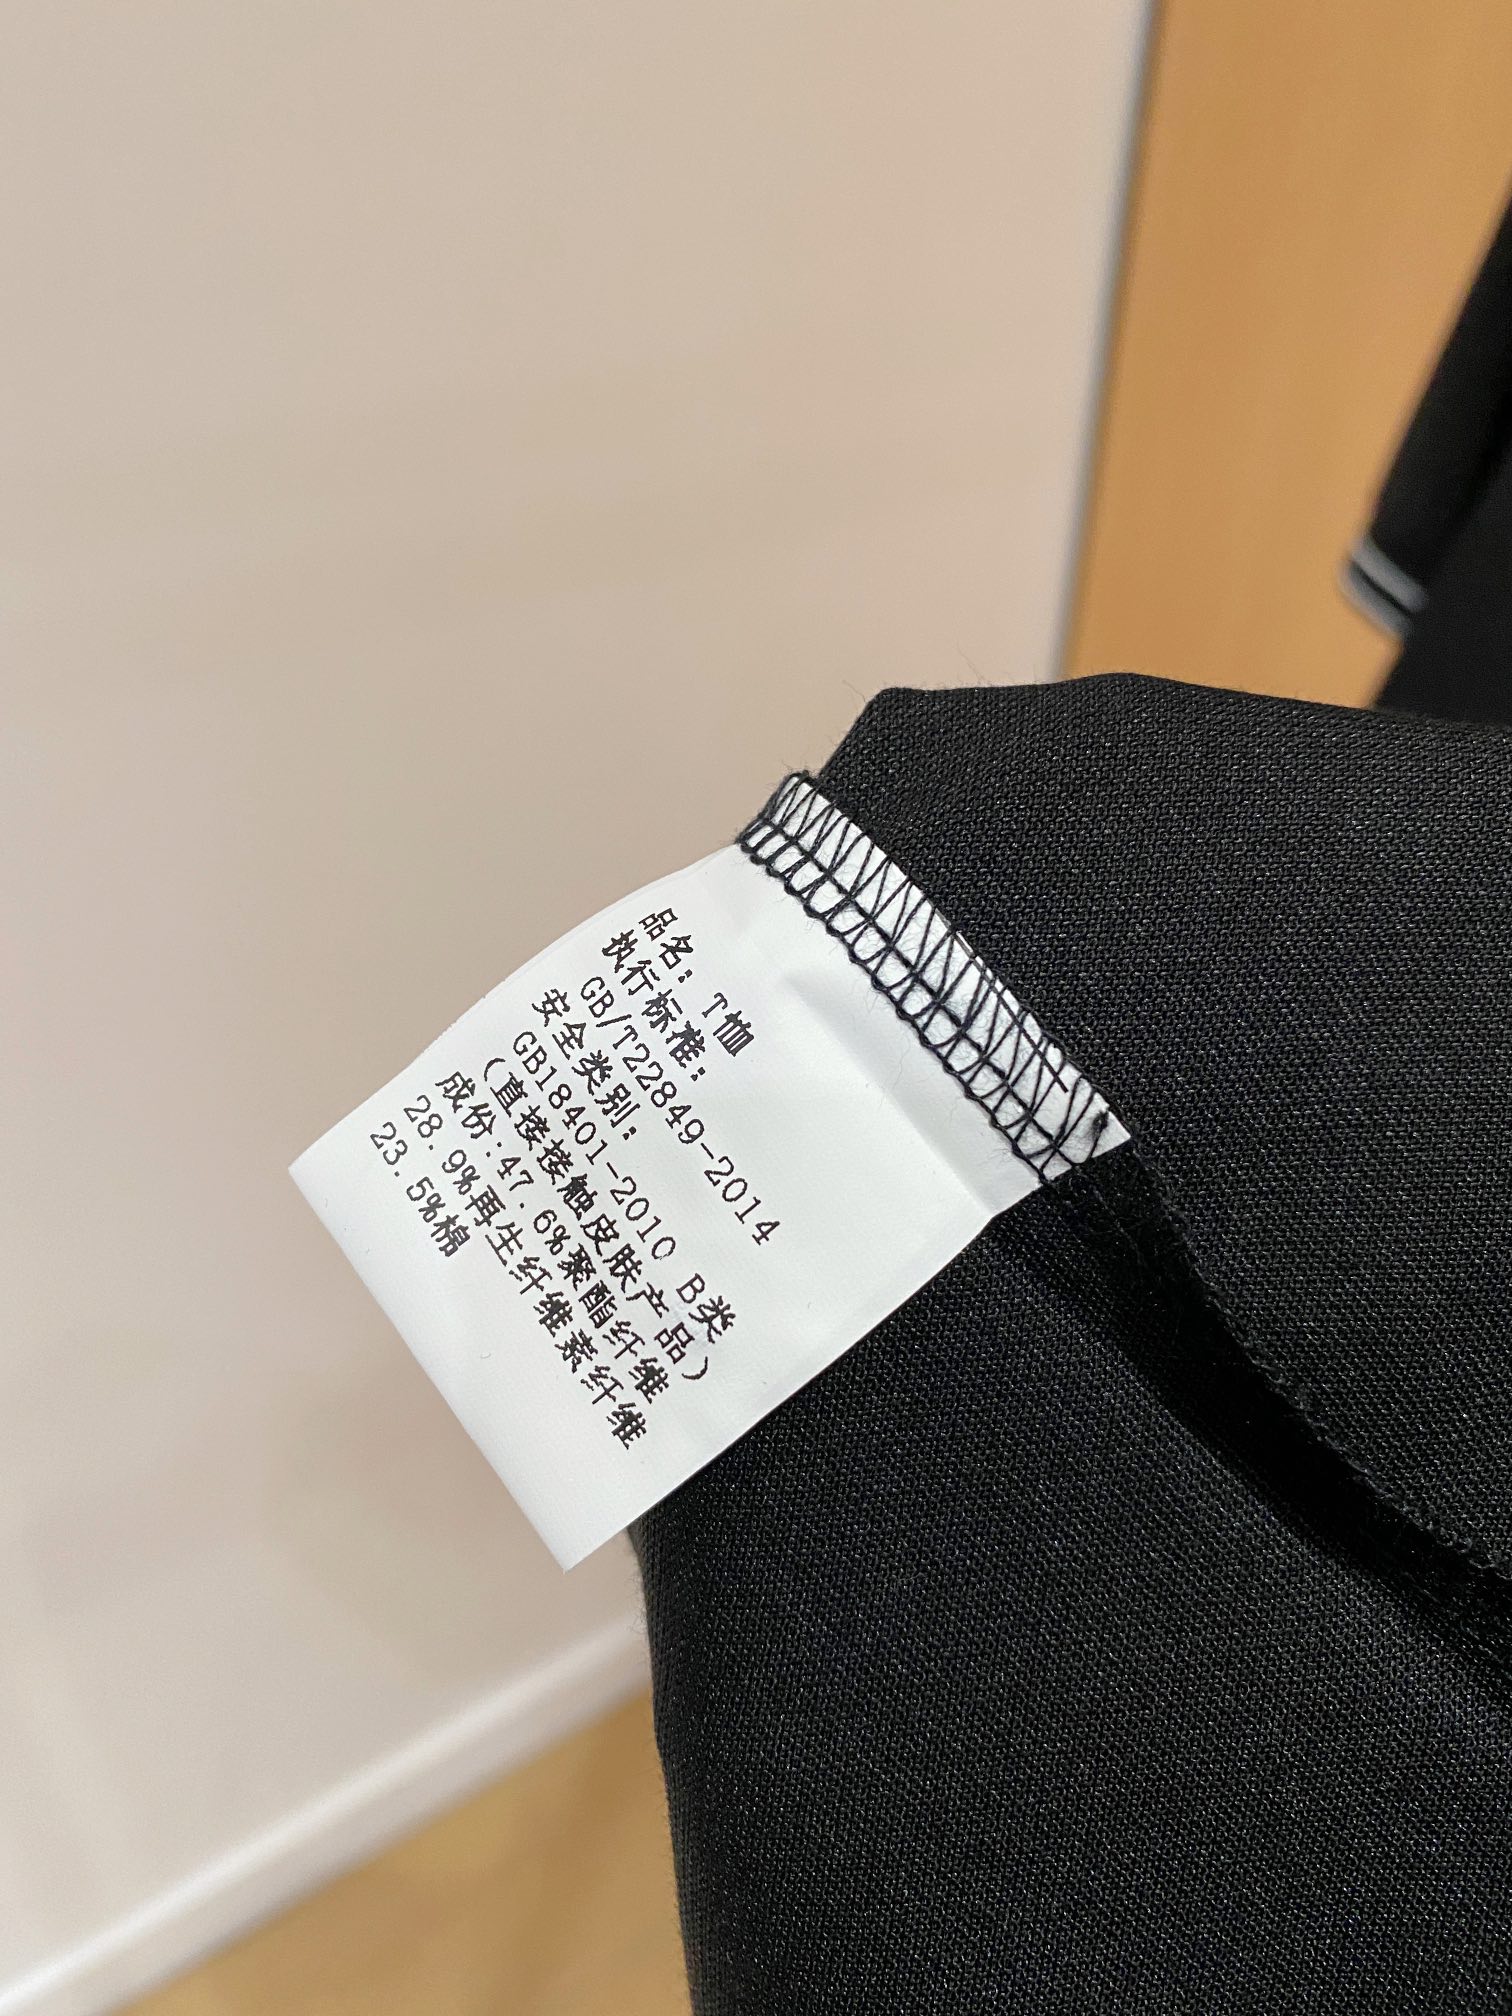 品名：T恤
执行标准：
GB/T22849-2014
安全类别：
GB18401-2010 B类
（直接接触皮肤产品）
成份:47.6%聚酯纤维
28.9%再生纤维素纤维
23.5%棉